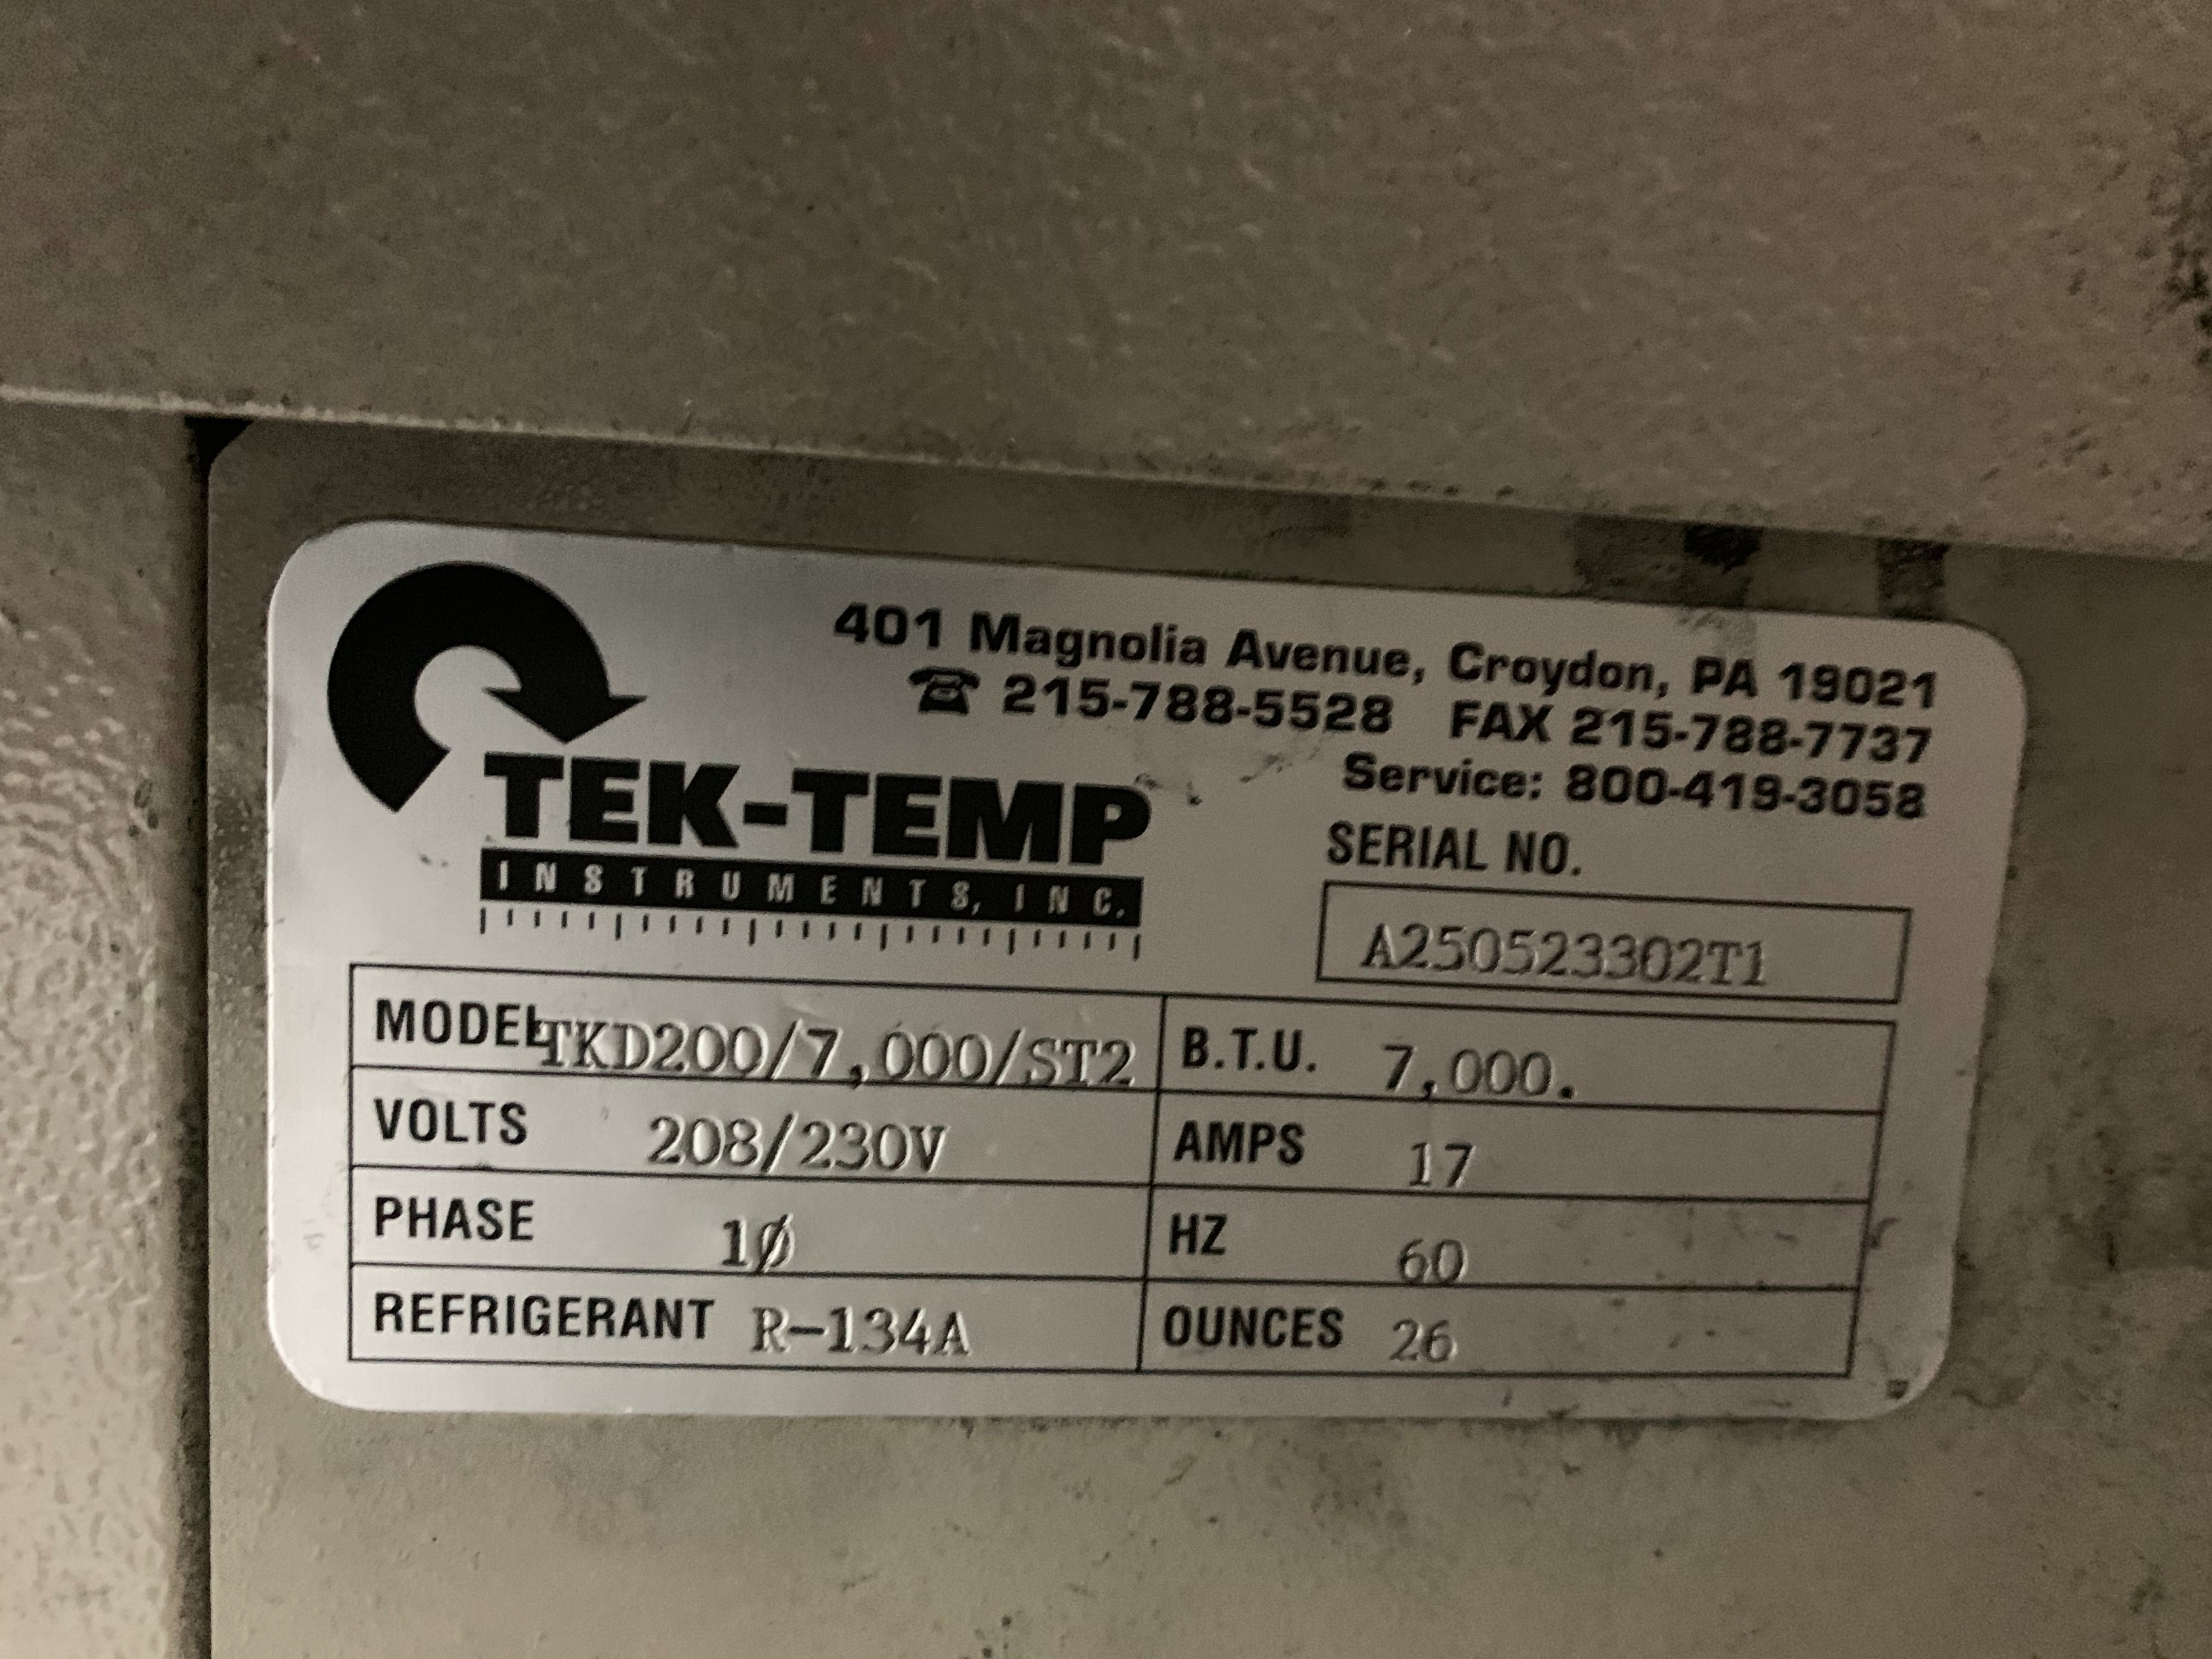 401 Magnolia Avenue, Croydon, PA 19021
☎ 215-788-5528 FAX 215-788-7737
Service: 800-419-3058
TEK-TEMP
INSTRUMENTS, INC.
SERIAL NO.
A250523302T1
MODEL TKD200/7,000/ST2 B.T.U. 7,000.
VOLTS 208/230V AMPS 17
PHASE 1Ø HZ 60
REFRIGERANT R-134A OUNCES 26